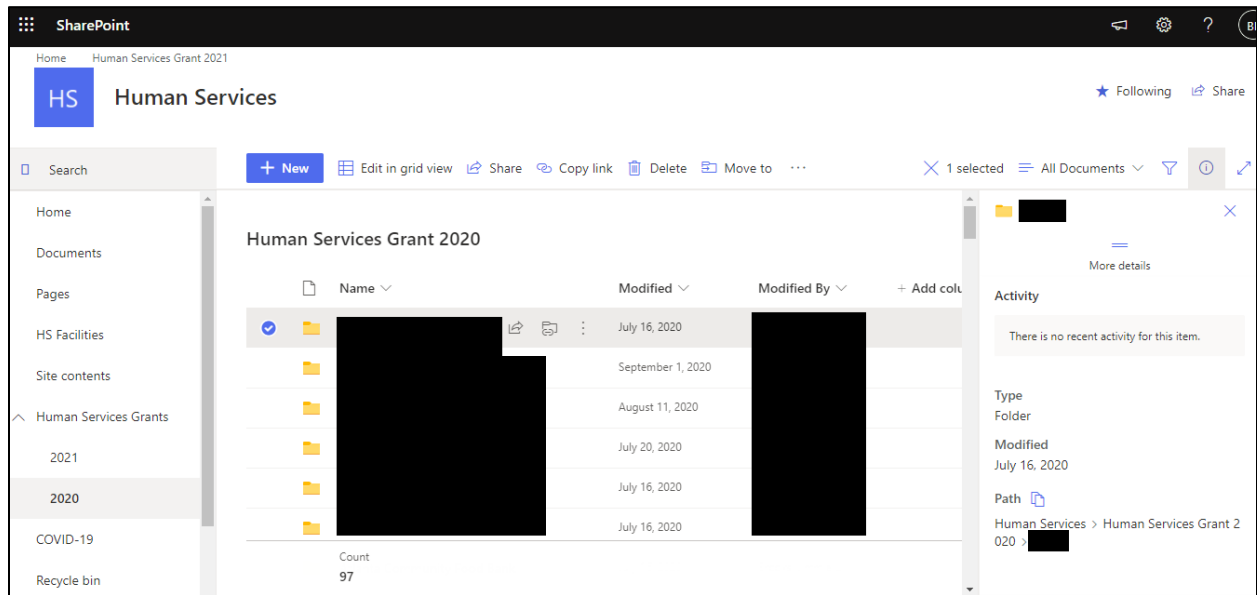 SharePoint
BI
Home Human Services Grant 2021
HS
Human Services
Following Share
Search
New Edit in grid view Share Copy link Delete Move to ··· 1 selected All Documents
Home
Documents
Pages
HS Facilities
Site contents
Human Services Grants
2021
2020
COVID-19
Recycle bin
Human Services Grant 2020
Name Modified Modified By + Add colu
July 16, 2020
September 1, 2020
August 11, 2020
July 20, 2020
July 16, 2020
July 16, 2020
Count
97
More details
Activity
There is no recent activity for this item.
Type
Folder
Modified
July 16, 2020
Path
Human Services > Human Services Grant 2
020 >